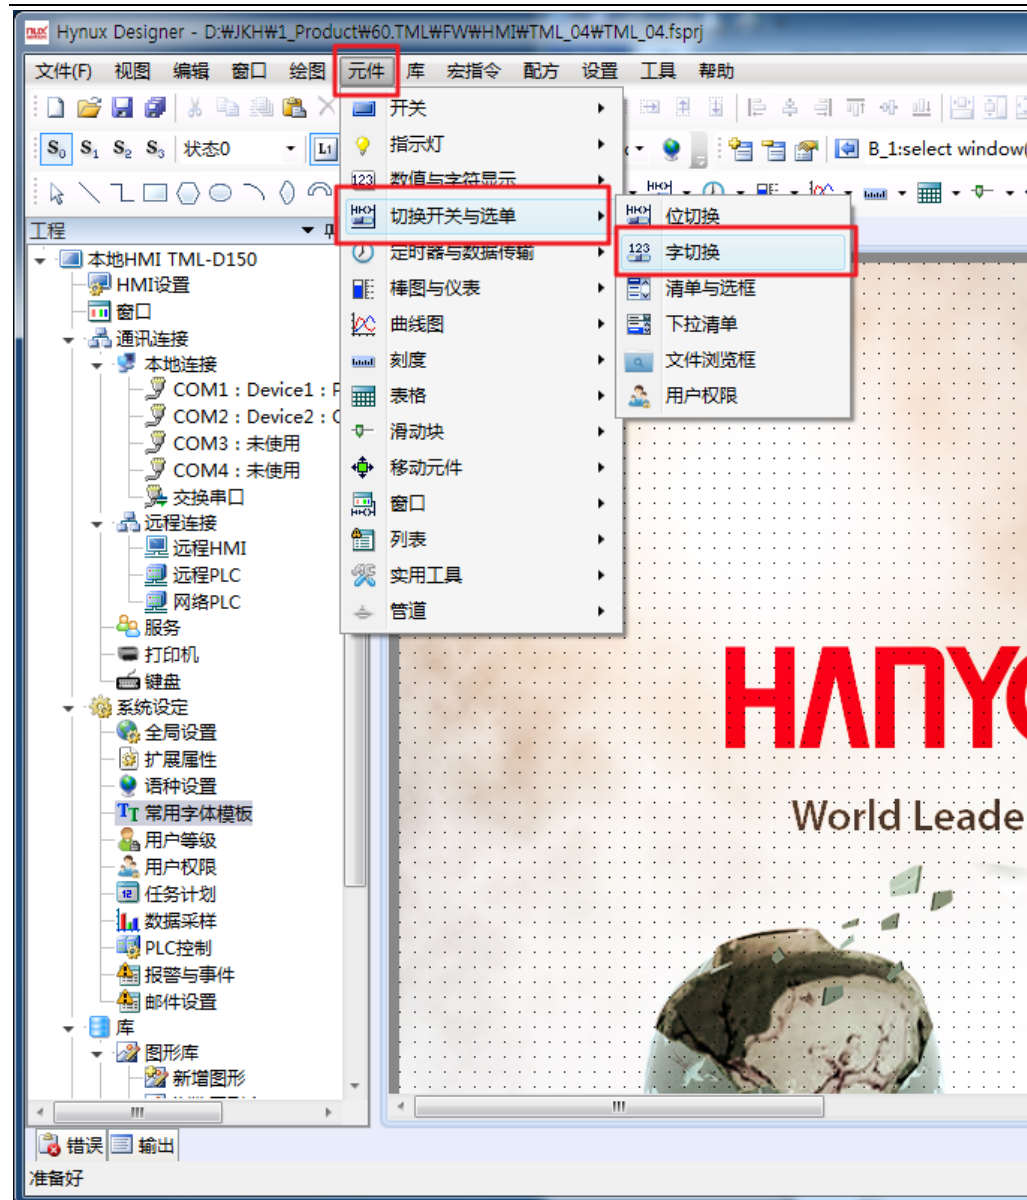 Hynux Designer - D:₩JKH₩1_Product₩60.TML₩FW₩HMI₩TML_04₩TML_04.fsprj
文件(F) 视图 编辑 窗口 绘图 元件 库 宏指令 配方 设置 工具 帮助
S0 S1 S2 S3 状态0 L1
B_1:select window(
工程
本地HMI TML-D150
HMI设置
窗口
通讯连接
本地连接
COM1 : Device1 : P
COM2 : Device2 : C
COM3 : 未使用
COM4 : 未使用
交换串口
远程连接
远程HMI
远程PLC
网络PLC
服务
打印机
键盘
系统设定
全局设置
扩展属性
语种设置
常用字体模板
用户等级
用户权限
任务计划
数据采样
PLC控制
报警与事件
邮件设置
库
图形库
新增图形
开关
指示灯
数值与字符显示
切换开关与选单
定时器与数据传输
棒图与仪表
曲线图
刻度
表格
滑动块
移动元件
窗口
列表
实用工具
管道
位切换
字切换
清单与选框
下拉清单
文件浏览框
用户权限
HANYO
World Leade
错误 输出
准备好